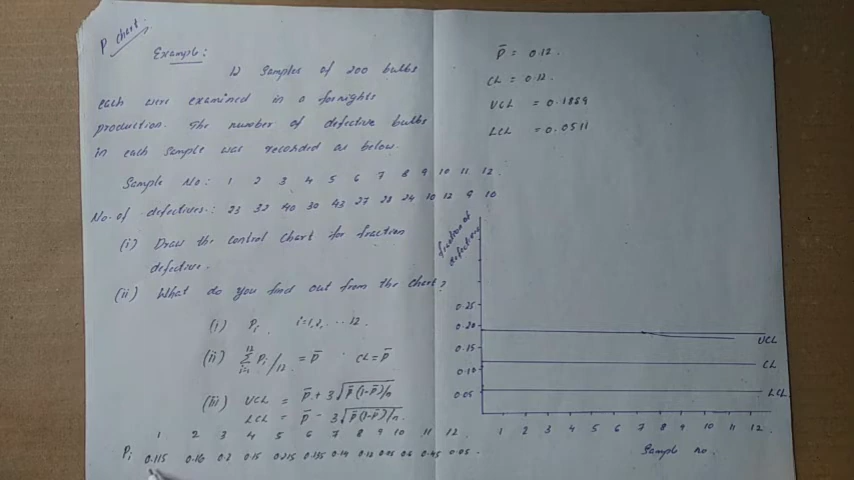 P chart
Example:
12 Samples of 200 bulbs
each were examined in a fornights
production. The number of defective bulbs
in each sample was recorded as below.
Sample No: 1 2 3 4 5 6 7 8 9 10 11 12
No. of defectives: 23 32 40 30 43 27 28 24 10 12 9 10
(i) Draw the control chart for fraction
defective.
(ii) What do you find out from the chart?
(i) Pi i=1,2, ... 12.
(ii) 12 Σ i=1 Pi/12 = p̄ CL = p̄
(iii) UCL = p̄ + 3√p̄(1-p̄)/n
LCL = p̄ - 3√p̄(1-p̄)/n.
1 2 3 4 5 6 7 8 9 10 11 12
Pi 0.115 0.16 0.2 0.15 0.215 0.135 0.14 0.12 0.05
p̄ = 0.12.
CL = 0.12.
UCL = 0.1889
LCL = 0.0511
fraction of
defective
0.25
0.20
UCL
0.15
CL
0.10
LCL
0.05
1 2 3 4 5 6 7 8 9 10 11 12
Sample no.